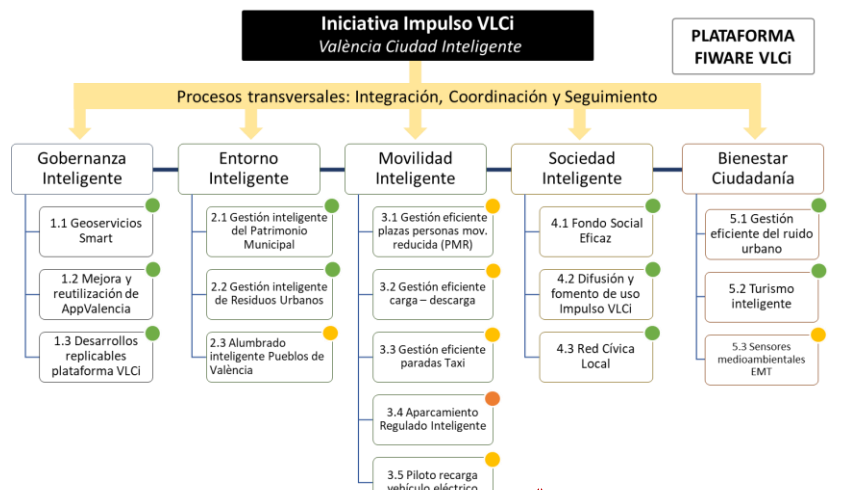 Iniciativa Impulso VLCi
València Ciudad Inteligente
PLATAFORMA
FIWARE VLCi
Procesos transversales: Integración, Coordinación y Seguimiento
Gobernanza
Inteligente
Entorno
Inteligente
Movilidad
Inteligente
Sociedad
Inteligente
Bienestar
Ciudadanía
1.1 Geoservicios
Smart
1.2 Mejora y
reutilización de
AppValencia
1.3 Desarrollos
replicables
plataforma VLCi
2.1 Gestión inteligente
del Patrimonio
Municipal
2.2 Gestión inteligente
de Residuos Urbanos
2.3 Alumbrado
inteligente Pueblos de
València
3.1 Gestión eficiente
plazas personas mov.
reducida (PMR)
3.2 Gestión eficiente
carga – descarga
3.3 Gestión eficiente
paradas Taxi
3.4 Aparcamiento
Regulado Inteligente
3.5 Piloto recarga
vehículo eléctrico
4.1 Fondo Social
Eficaz
4.2 Difusión y
fomento de uso
Impulso VLCi
4.3 Red Cívica
Local
5.1 Gestión
eficiente del ruido
urbano
5.2 Turismo
inteligente
5.3 Sensores
medioambientales
EMT